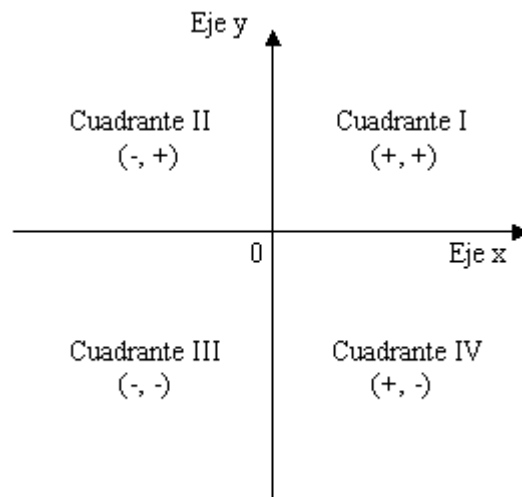 Eje y
Cuadrante II
(-, +)
Cuadrante I
(+, +)
0
Eje x
Cuadrante III
(-, -)
Cuadrante IV
(+, -)